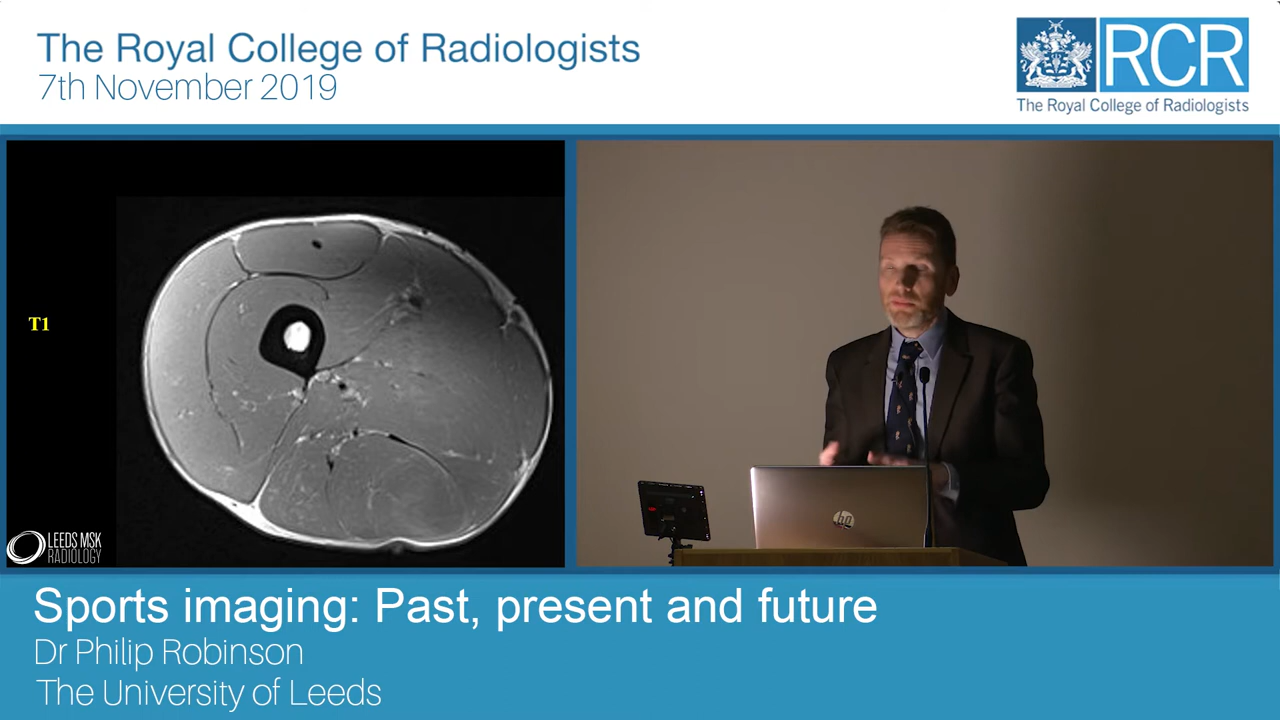 The Royal College of Radiologists
7th November 2019
RCR
The Royal College of Radiologists
T1
LEEDS MSK
RADIOLOGY
hp
Sports imaging: Past, present and future
Dr Philip Robinson
The University of Leeds